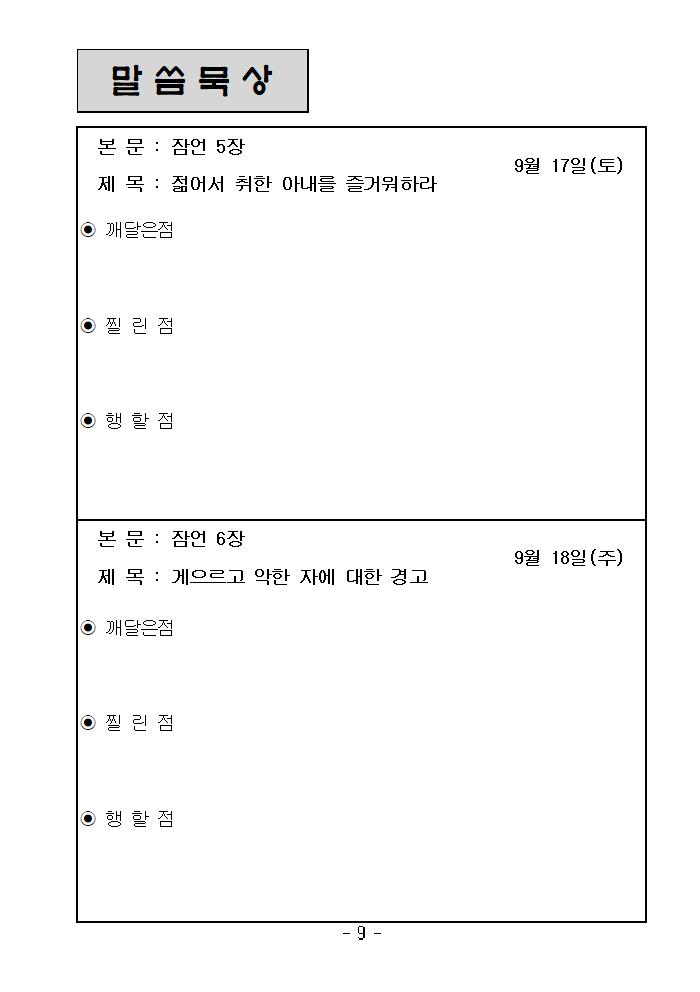 말 씀 묵 상
본 문 : 잠언 5장
9월 17일(토)
제 목 : 젊어서 취한 아내를 즐거워하라
◉ 깨달은점
◉ 찔 린 점
◉ 행 할 점
본 문 : 잠언 6장
9월 18일(주)
제 목 : 게으르고 악한 자에 대한 경고
◉ 깨달은점
◉ 찔 린 점
◉ 행 할 점
- 9 -